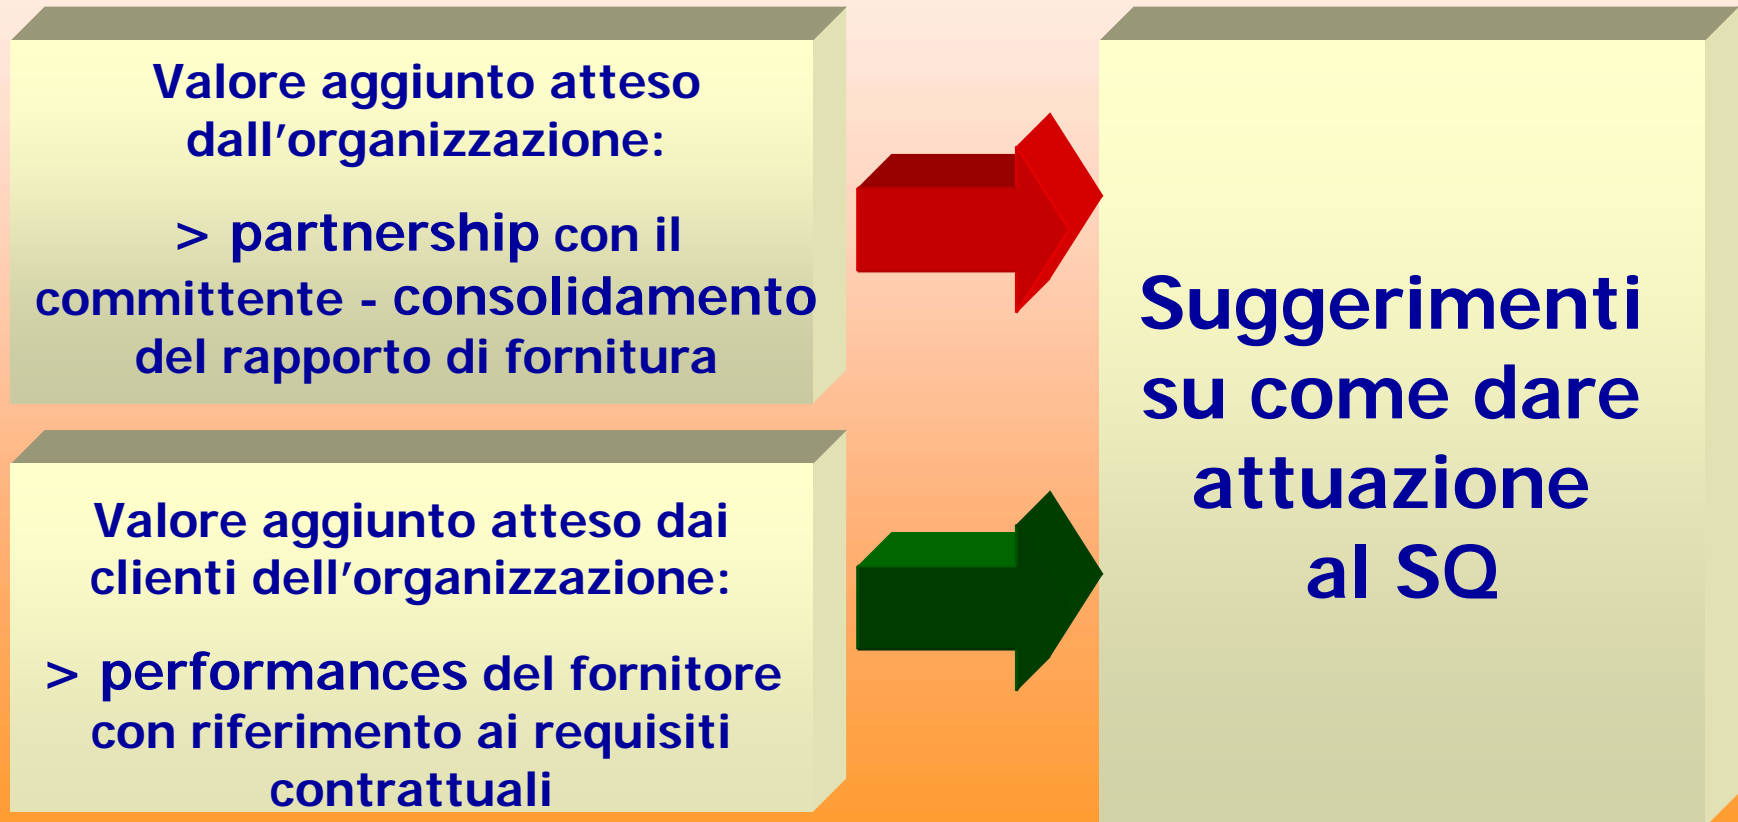 Valore aggiunto atteso
dall’organizzazione:
> partnership con il
committente - consolidamento
del rapporto di fornitura
Valore aggiunto atteso dai
clienti dell’organizzazione:
> performances del fornitore
con riferimento ai requisiti
contrattuali
Suggerimenti
su come dare
attuazione
al SQ